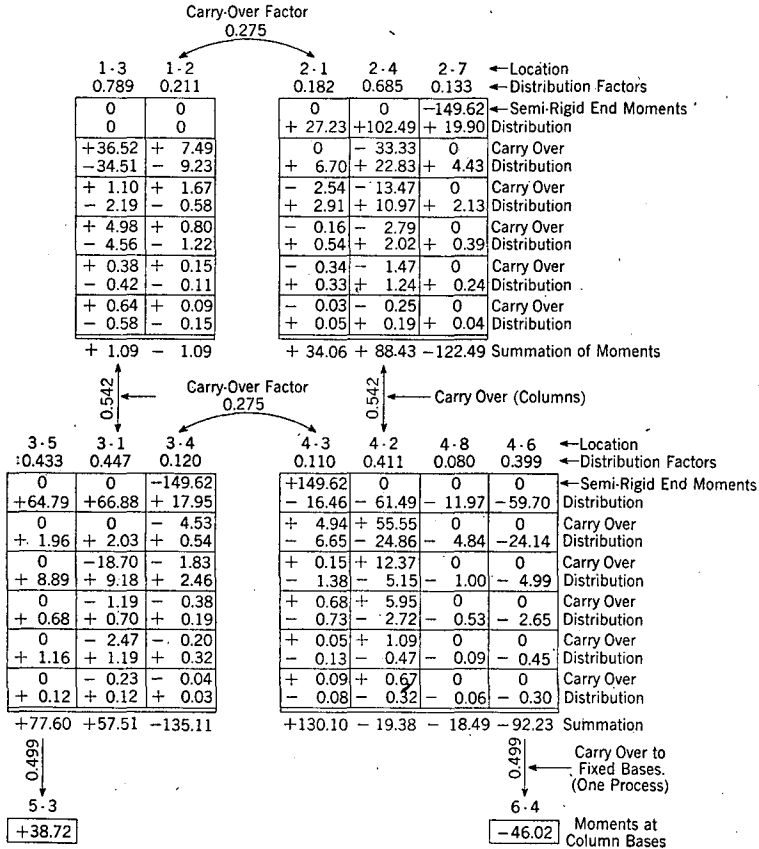 Carry-Over Factor
0.275
1-3 1-2 2-1 2-4 2-7 ←Location
0.789 0.211 0.182 0.685 0.133 ←Distribution Factors
0 0 0 0 −149.62 ←Semi-Rigid End Moments
0 0 + 27.23 +102.49 + 19.90 Distribution
+36.52 + 7.49 0 − 33.33 0 Carry Over
−34.51 − 9.23 + 6.70 + 22.83 + 4.43 Distribution
+ 1.10 + 1.67 − 2.54 − 13.47 0 Carry Over
− 2.19 − 0.58 + 2.91 + 10.97 + 2.13 Distribution
+ 4.98 + 0.80 − 0.16 − 2.79 0 Carry Over
− 4.56 − 1.22 + 0.54 + 2.02 + 0.39 Distribution
+ 0.38 + 0.15 − 0.34 − 1.47 0 Carry Over
− 0.42 − 0.11 + 0.33 + 1.24 + 0.24 Distribution
+ 0.64 + 0.09 − 0.03 − 0.25 0 Carry Over
− 0.58 − 0.15 + 0.05 + 0.19 + 0.04 Distribution
+ 1.09 − 1.09 + 34.06 + 88.43 −122.49 Summation of Moments
0.542 ← Carry-Over Factor 0.542 ← Carry Over (Columns)
0.275
3-5 3-1 3-4 4-3 4-2 4-8 4-6 ←Location
0.433 0.447 0.120 0.110 0.411 0.080 0.399 ←Distribution Factors
0 0 −149.62 +149.62 0 0 0 ←Semi-Rigid End Moments
+64.79 +66.88 + 17.95 − 16.46 − 61.49 − 11.97 −59.70 Distribution
0 0 − 4.53 + 4.94 + 55.55 0 0 Carry Over
+ 1.96 + 2.03 + 0.54 − 6.65 − 24.86 − 4.84 −24.14 Distribution
0 −18.70 − 1.83 + 0.15 + 12.37 0 0 Carry Over
+ 8.89 + 9.18 + 2.46 − 1.38 − 5.15 − 1.00 − 4.99 Distribution
0 − 1.19 − 0.38 + 0.68 + 5.95 0 0 Carry Over
+ 0.68 + 0.70 + 0.19 − 0.73 − 2.72 − 0.53 − 2.65 Distribution
0 − 2.47 − 0.20 + 0.05 + 1.09 0 0 Carry Over
+ 1.16 + 1.19 + 0.32 − 0.13 − 0.47 − 0.09 − 0.45 Distribution
0 − 0.23 − 0.04 + 0.09 + 0.67 0 0 Carry Over
+ 0.12 + 0.12 + 0.03 − 0.08 − 0.32 − 0.06 − 0.30 Distribution
+77.60 +57.51 −135.11 +130.10 − 19.38 − 18.49 −92.23 Summation
0.499 0.499 ← Carry Over to
Fixed Bases.
(One Process)
5-3 6-4
+38.72 −46.02 Moments at
Column Bases